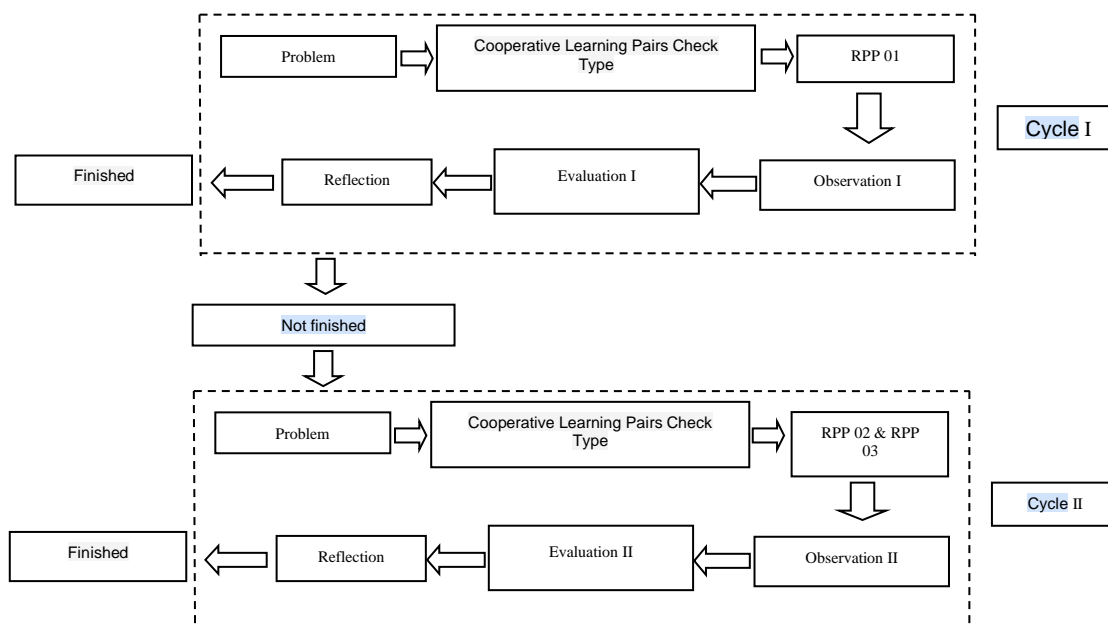 Problem
Cooperative Learning Pairs Check
Type
RPP 01
Cycle I
Finished
Reflection
Evaluation I
Observation I
Not finished
Problem
Cooperative Learning Pairs Check
Type
RPP 02 & RPP
03
Cycle II
Finished
Reflection
Evaluation II
Observation II